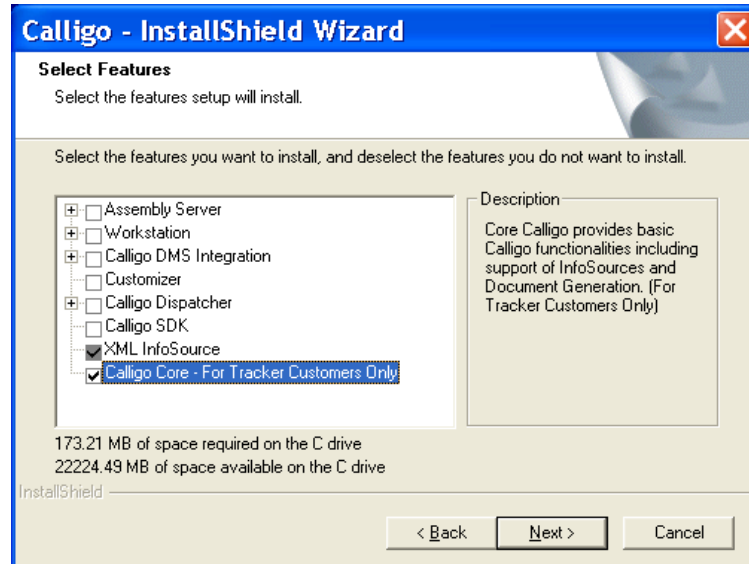 Calligo - InstallShield Wizard
Select Features
Select the features setup will install.
Select the features you want to install, and deselect the features you do not want to install.
Assembly Server
Workstation
Calligo DMS Integration
Customizer
Calligo Dispatcher
Calligo SDK
XML InfoSource
Calligo Core - For Tracker Customers Only
Description
Core Calligo provides basic
Calligo functionalities including
support of InfoSources and
Document Generation. (For
Tracker Customers Only)
173.21 MB of space required on the C drive
22224.49 MB of space available on the C drive
InstallShield
< Back
Next >
Cancel